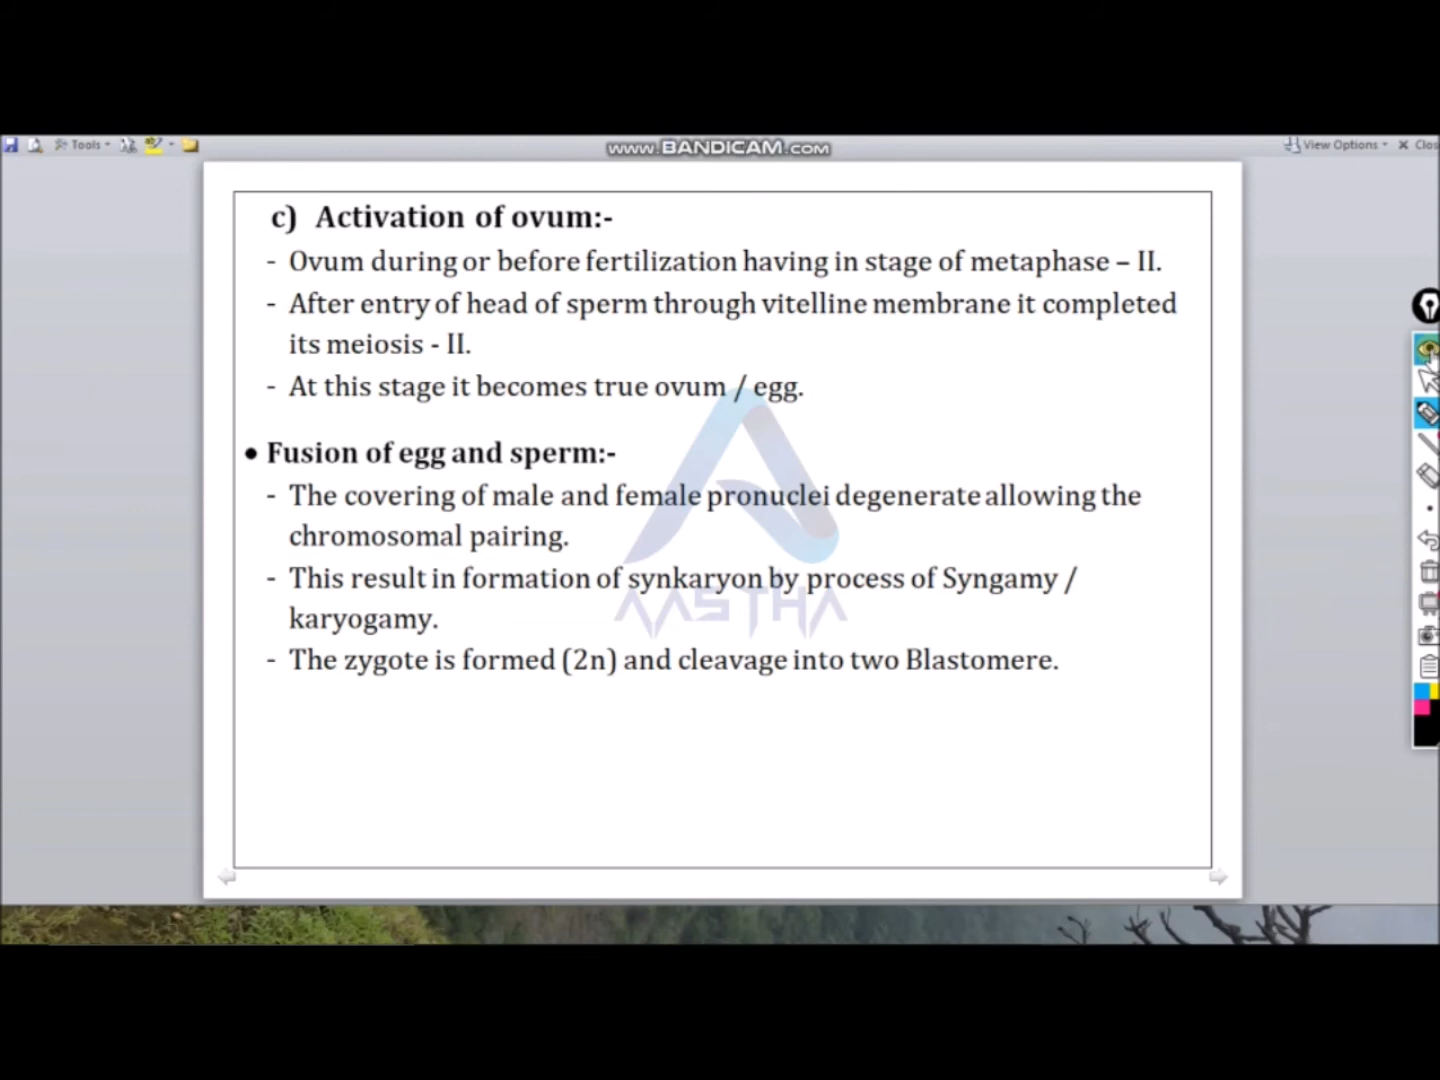 Tools
www.BANDICAM.com
View Options
Clos
c) Activation of ovum:-
- Ovum during or before fertilization having in stage of metaphase – II.
- After entry of head of sperm through vitelline membrane it completed
its meiosis - II.
- At this stage it becomes true ovum / egg.
• Fusion of egg and sperm:-
- The covering of male and female pronuclei degenerate allowing the
chromosomal pairing.
- This result in formation of synkaryon by process of Syngamy /
karyogamy.
AASTHA
- The zygote is formed (2n) and cleavage into two Blastomere.